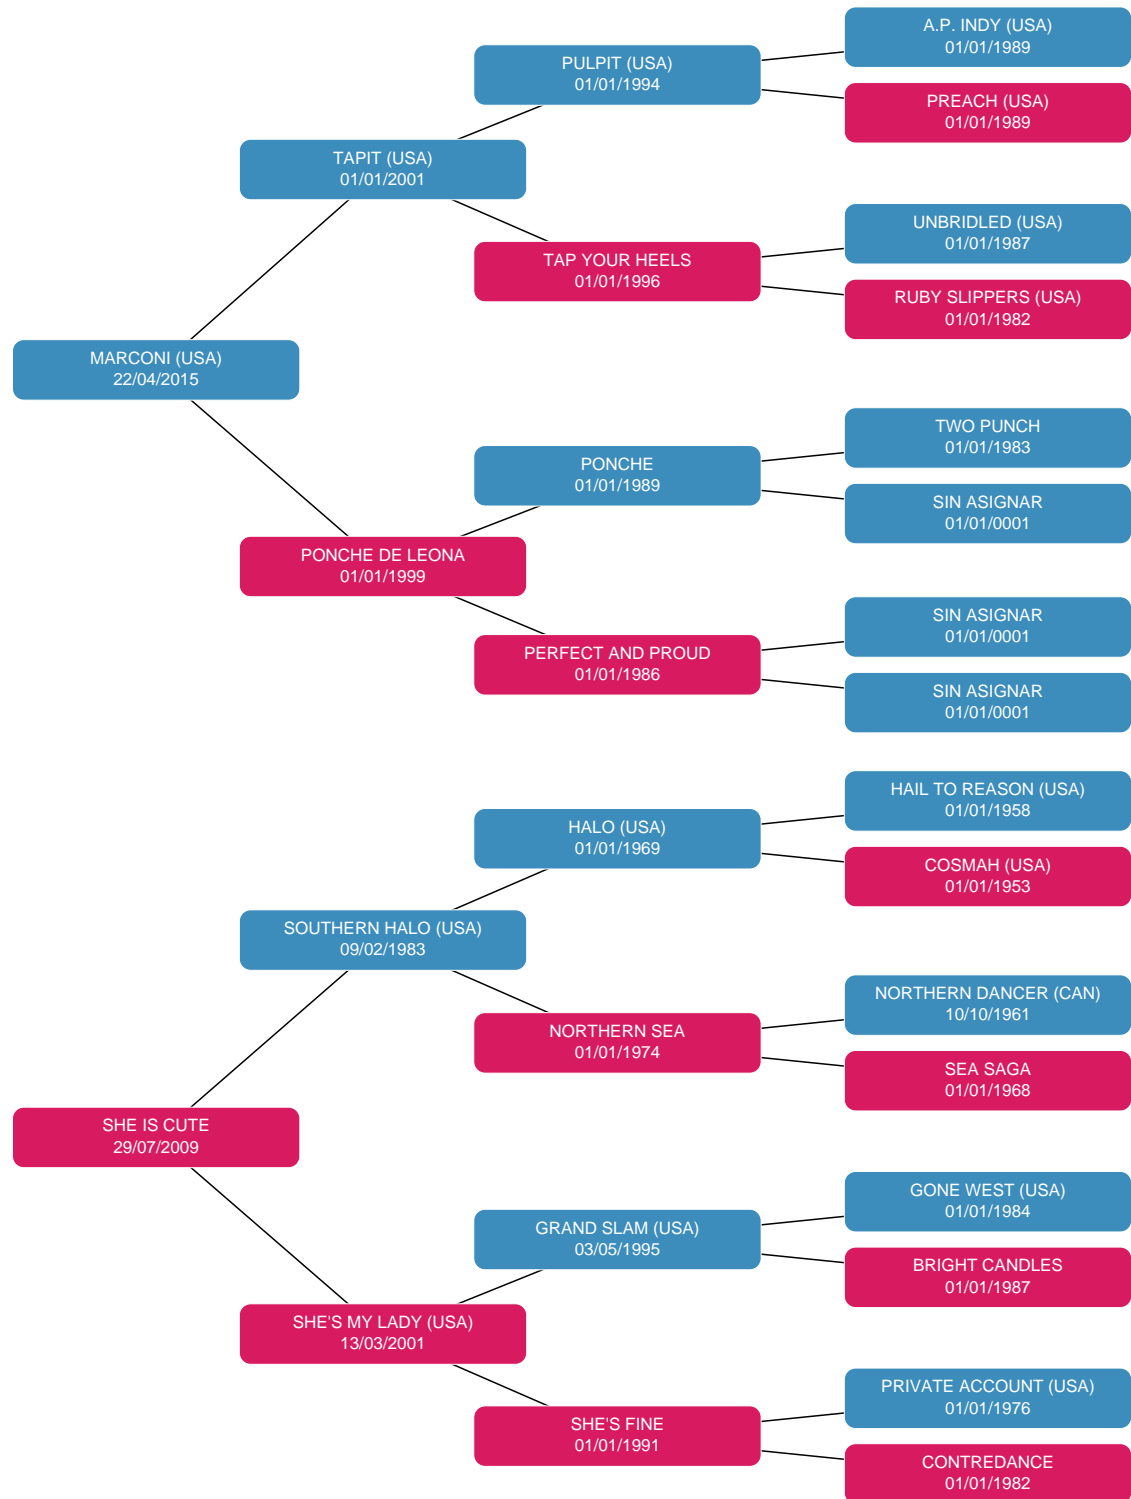 A.P. INDY (USA)
01/01/1989
PULPIT (USA)
01/01/1994
PREACH (USA)
01/01/1989
TAPIT (USA)
01/01/2001
UNBRIDLED (USA)
01/01/1987
TAP YOUR HEELS
01/01/1996
RUBY SLIPPERS (USA)
01/01/1982
MARCONI (USA)
22/04/2015
TWO PUNCH
01/01/1983
PONCHE
01/01/1989
SIN ASIGNAR
01/01/0001
PONCHE DE LEONA
01/01/1999
SIN ASIGNAR
01/01/0001
PERFECT AND PROUD
01/01/1986
SIN ASIGNAR
01/01/0001
HAIL TO REASON (USA)
01/01/1958
HALO (USA)
01/01/1969
COSMAH (USA)
01/01/1953
SOUTHERN HALO (USA)
09/02/1983
NORTHERN DANCER (CAN)
10/10/1961
NORTHERN SEA
01/01/1974
SEA SAGA
01/01/1968
SHE IS CUTE
29/07/2009
GONE WEST (USA)
01/01/1984
GRAND SLAM (USA)
03/05/1995
BRIGHT CANDLES
01/01/1987
SHE'S MY LADY (USA)
13/03/2001
PRIVATE ACCOUNT (USA)
01/01/1976
SHE'S FINE
01/01/1991
CONTREDANCE
01/01/1982